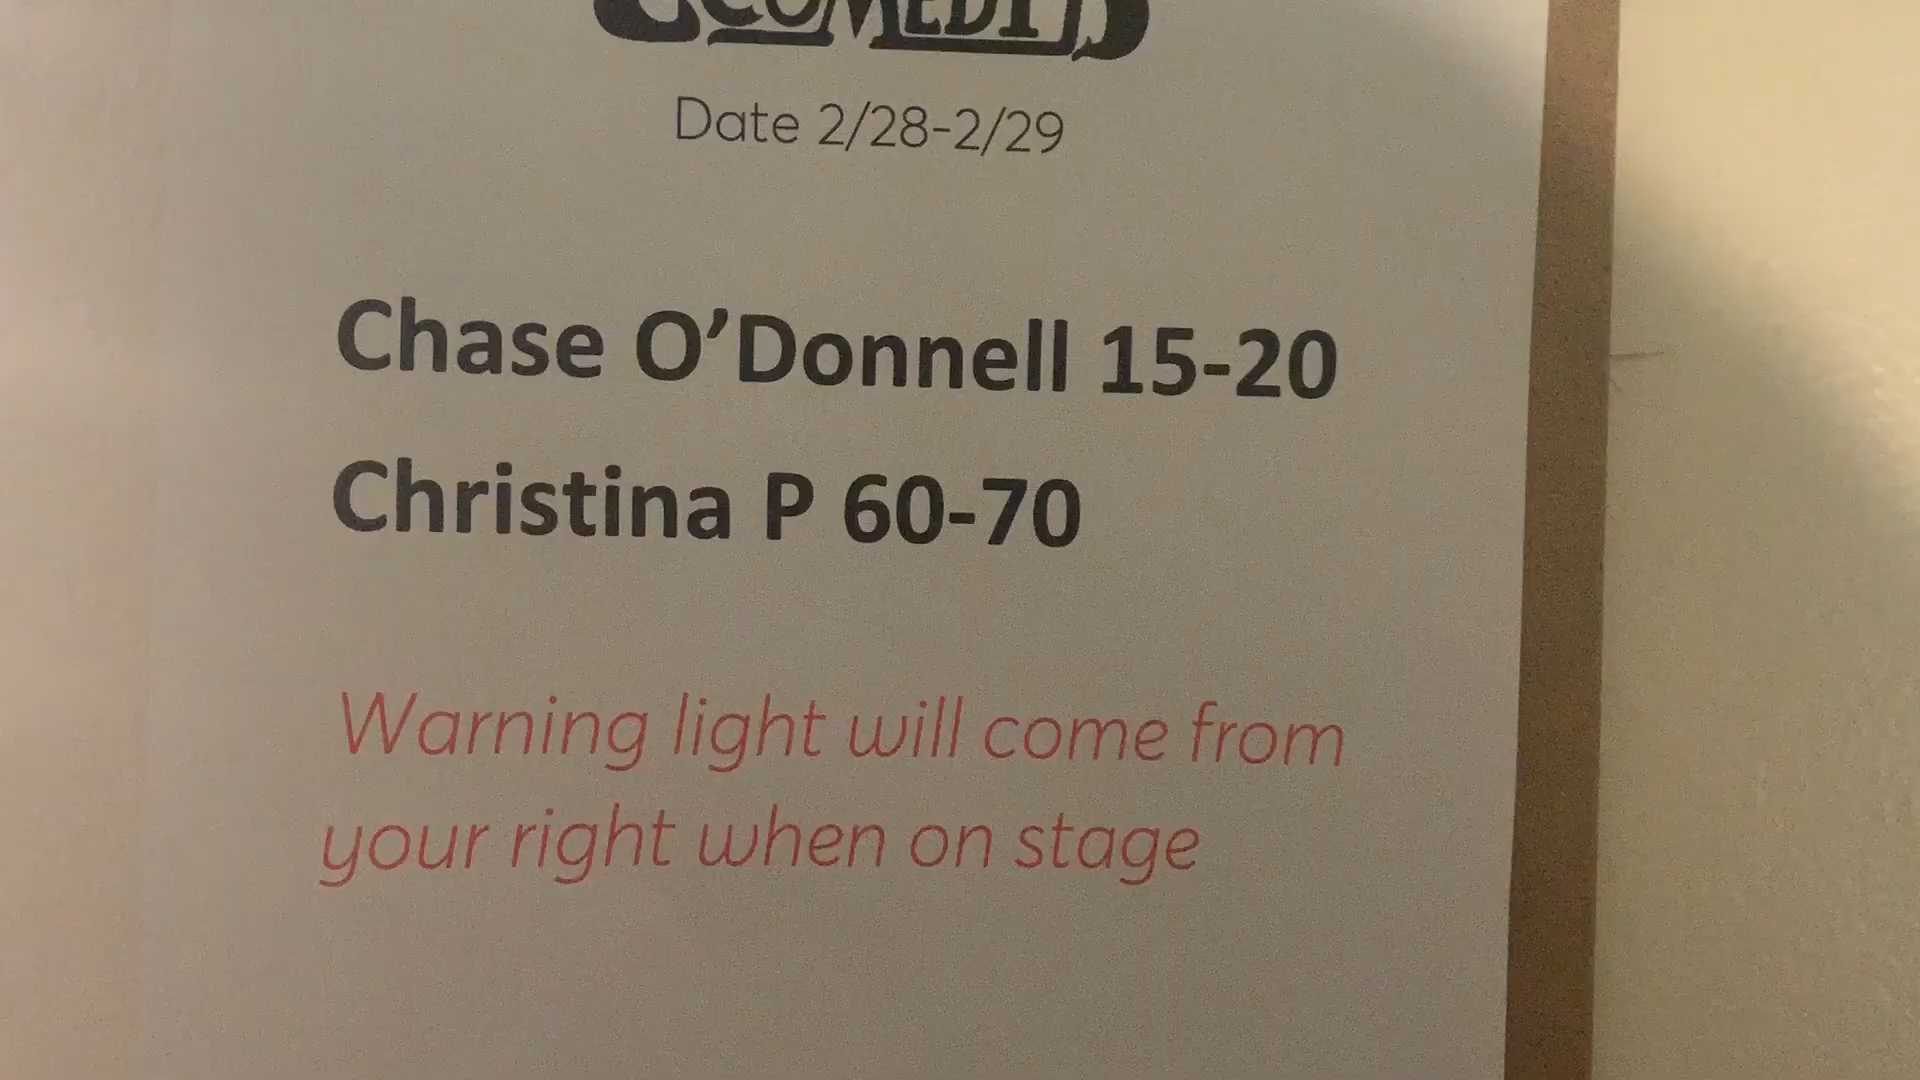 COMEDY
Date 2/28-2/29
Chase O’Donnell 15-20
Christina P 60-70
Warning light will come from
your right when on stage